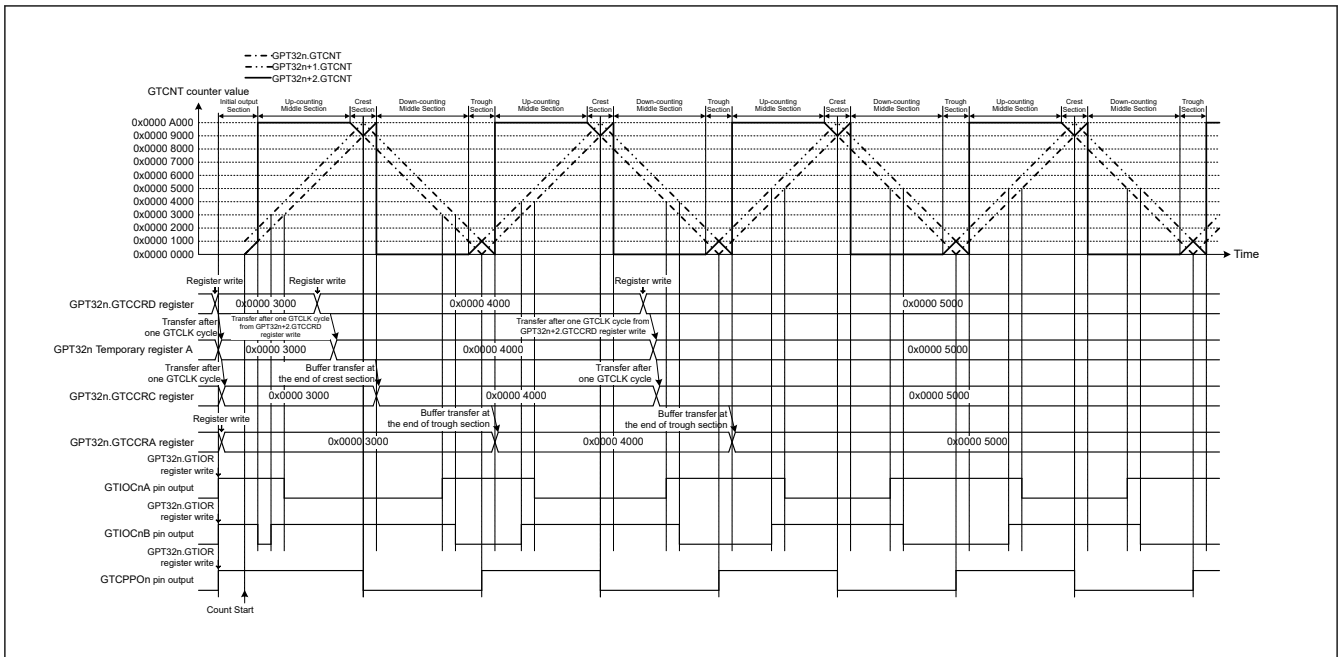 GPT32n.GTCNT
GPT32n+1.GTCNT
GPT32n+2.GTCNT
GTCNT counter value
Initial output Section
Up-counting Middle Section
Crest Section
Down-counting Middle Section
Trough Section
Up-counting Middle Section
Crest Section
Down-counting Middle Section
Trough Section
Up-counting Middle Section
Crest Section
Down-counting Middle Section
Trough Section
Up-counting Middle Section
Crest Section
Down-counting Middle Section
Trough Section
0x0000 A000
0x0000 9000
0x0000 8000
0x0000 7000
0x0000 6000
0x0000 5000
0x0000 4000
0x0000 3000
0x0000 2000
0x0000 1000
0x0000 0000
Time
Register write
Register write
Register write
GPT32n.GTCCRD register
0x0000 3000
0x0000 4000
0x0000 5000
Transfer after
one GTCLK cycle
Transfer after one GTCLK cycle
from GPT32n+2.GTCCRD
register write
Transfer after one GTCLK cycle from
GPT32n+2.GTCCRD register write
GPT32n Temporary register A
0x0000 3000
0x0000 4000
0x0000 5000
Transfer after
one GTCLK cycle
Buffer transfer at
the end of crest section
Transfer after
one GTCLK cycle
GPT32n.GTCCRC register
0x0000 3000
0x0000 4000
0x0000 5000
Register write
Buffer transfer at
the end of trough section
Buffer transfer at
the end of trough section
GPT32n.GTCCRA register
0x0000 3000
0x0000 4000
0x0000 5000
GPT32n.GTIOR
register write
GTIOCnA pin output
GPT32n.GTIOR
register write
GTIOCnB pin output
GPT32n.GTIOR
register write
GTCPPOn pin output
Count Start